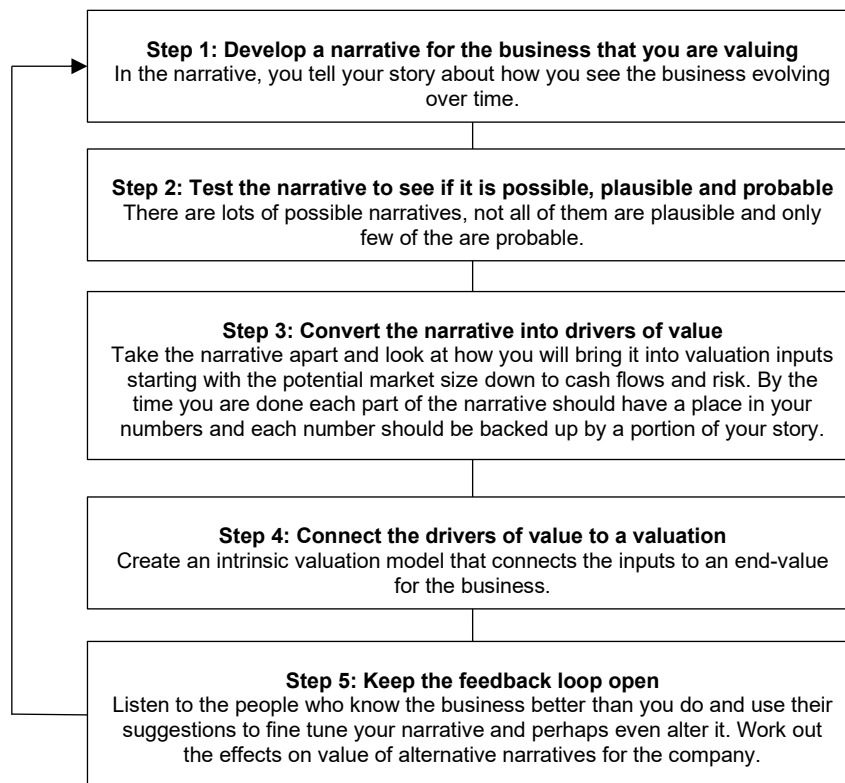 Step 1: Develop a narrative for the business that you are valuing
In the narrative, you tell your story about how you see the business evolving
over time.
Step 2: Test the narrative to see if it is possible, plausible and probable
There are lots of possible narratives, not all of them are plausible and only
few of the are probable.
Step 3: Convert the narrative into drivers of value
Take the narrative apart and look at how you will bring it into valuation inputs
starting with the potential market size down to cash flows and risk. By the
time you are done each part of the narrative should have a place in your
numbers and each number should be backed up by a portion of your story.
Step 4: Connect the drivers of value to a valuation
Create an intrinsic valuation model that connects the inputs to an end-value
for the business.
Step 5: Keep the feedback loop open
Listen to the people who know the business better than you do and use their
suggestions to fine tune your narrative and perhaps even alter it. Work out
the effects on value of alternative narratives for the company.